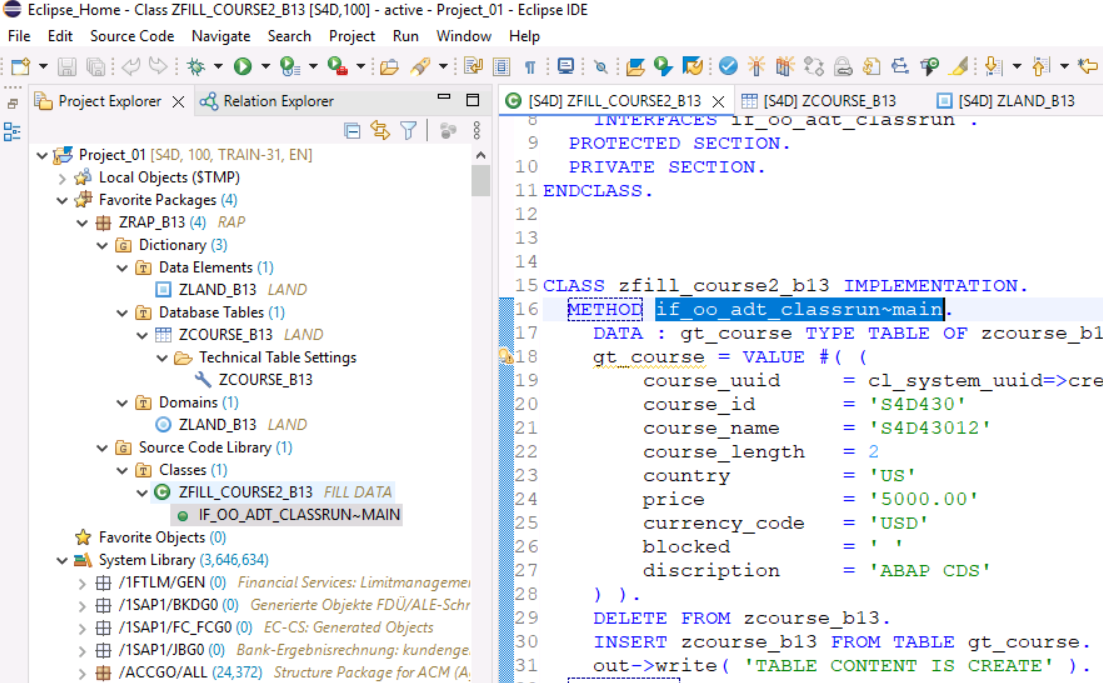 Eclipse_Home - Class ZFILL_COURSE2_B13 [S4D,100] - active - Project_01 - Eclipse IDE
File Edit Source Code Navigate Search Project Run Window Help
Project Explorer Relation Explorer
Project_01 [S4D, 100, TRAIN-31, EN]
Local Objects ($TMP)
Favorite Packages (4)
ZRAP_B13 (4) RAP
Dictionary (3)
Data Elements (1)
ZLAND_B13 LAND
Database Tables (1)
ZCOURSE_B13 LAND
Technical Table Settings
ZCOURSE_B13
Domains (1)
ZLAND_B13 LAND
Source Code Library (1)
Classes (1)
ZFILL_COURSE2_B13 FILL DATA
IF_OO_ADT_CLASSRUN~MAIN
Favorite Objects (0)
System Library (3,646,634)
/1FTLM/GEN (0) Financial Services: Limitmanageme
/1SAP1/BKDG0 (0) Generierte Objekte FDÜ/ALE-Schr
/1SAP1/FC_FCG0 (0) EC-CS: Generated Objects
/1SAP1/JBG0 (0) Bank-Ergebnisrechnung: kundenge
/ACCGO/ALL (24,372) Structure Package for ACM (A
[S4D] ZFILL_COURSE2_B13 [S4D] ZCOURSE_B13 [S4D] ZLAND_B13
8 INTERFACES if_oo_adt_classrun .
9 PROTECTED SECTION.
10 PRIVATE SECTION.
11 ENDCLASS.
12
13
14
15 CLASS zfill_course2_b13 IMPLEMENTATION.
16 METHOD if_oo_adt_classrun~main.
17 DATA : gt_course TYPE TABLE OF zcourse_b1
18 gt_course = VALUE #( (
19 course_uuid = cl_system_uuid=>cre
20 course_id = 'S4D430'
21 course_name = 'S4D43012'
22 course_length = 2
23 country = 'US'
24 price = '5000.00'
25 currency_code = 'USD'
26 blocked = ' '
27 discription = 'ABAP CDS'
28 ) ).
29 DELETE FROM zcourse_b13.
30 INSERT zcourse_b13 FROM TABLE gt_course.
31 out->write( 'TABLE CONTENT IS CREATE' ).